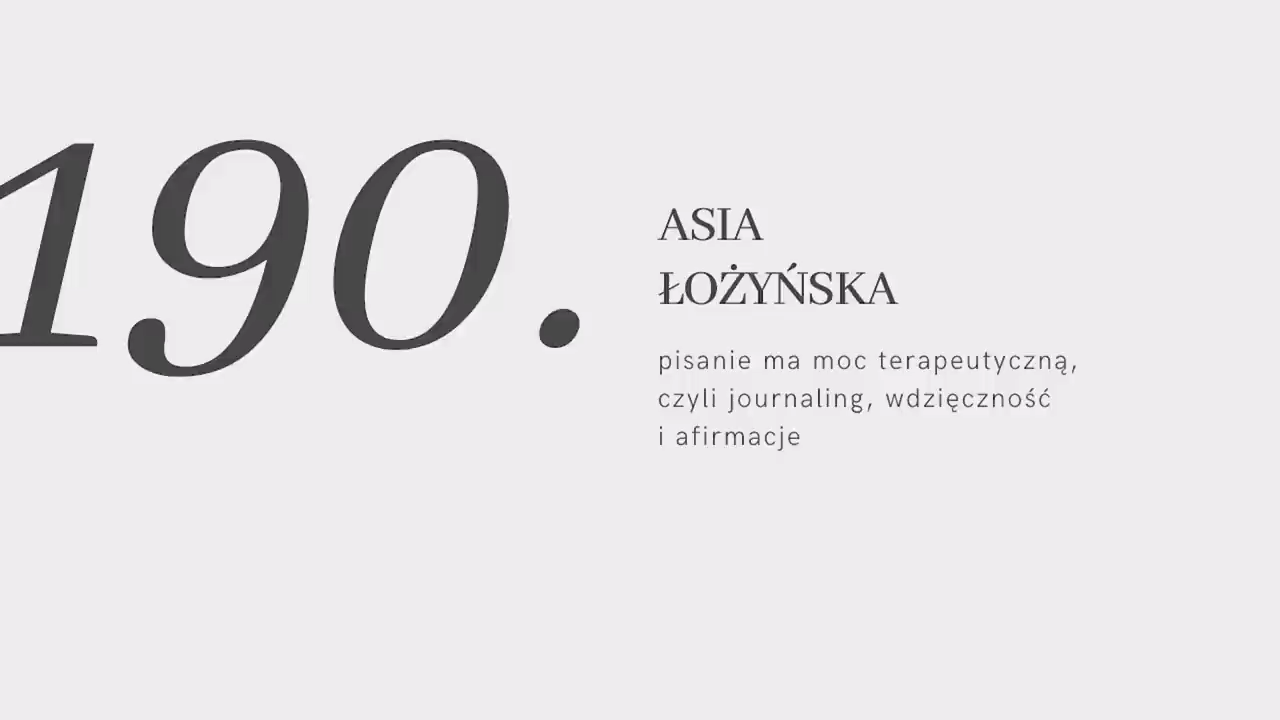 190.
ASIA
ŁOŻYŃSKA
pisanie ma moc terapeutyczną,
czyli journaling, wdzięczność
i afirmacje